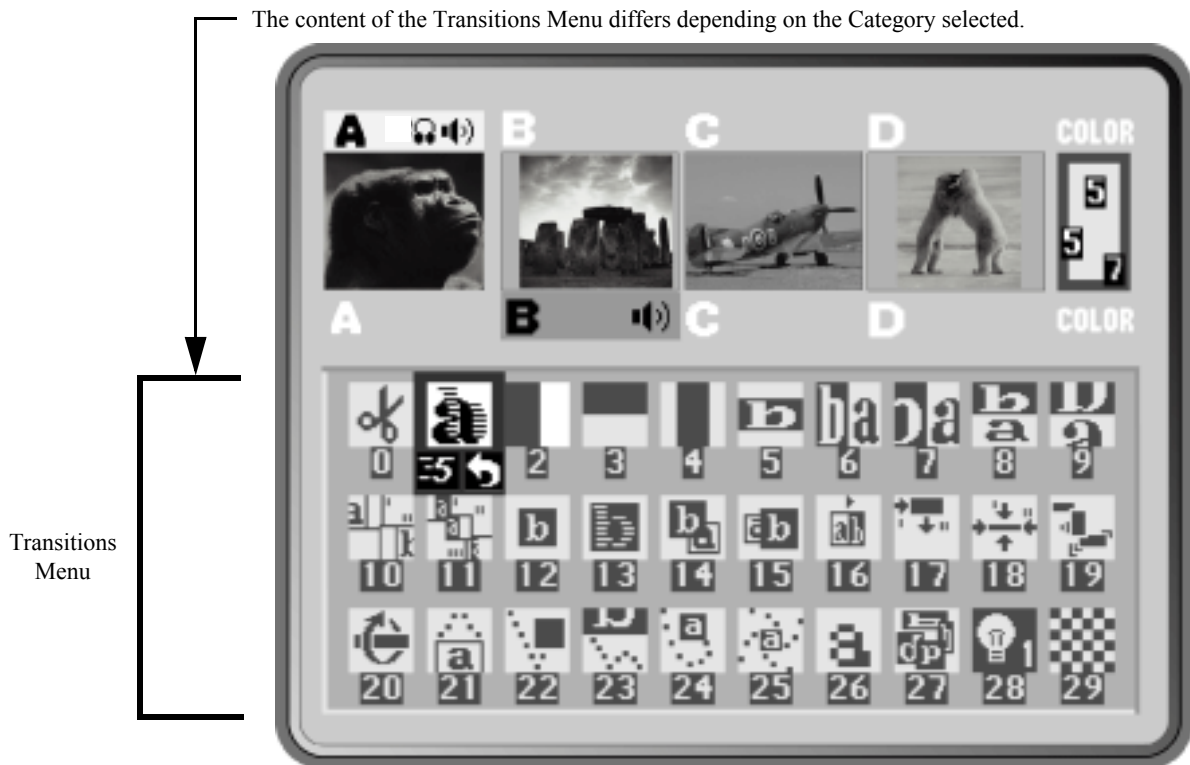 The content of the Transitions Menu differs depending on the Category selected.
A B C D COLOR
5
5
7
A B C D COLOR
a b b a b a b a b a
0 5 2 3 4 5 6 7 8 9
Transitions
Menu
a b a a b b b a a b a b
10 11 12 13 14 15 16 17 18 19
a b a a a b d p 1
20 21 22 23 24 25 26 27 28 29